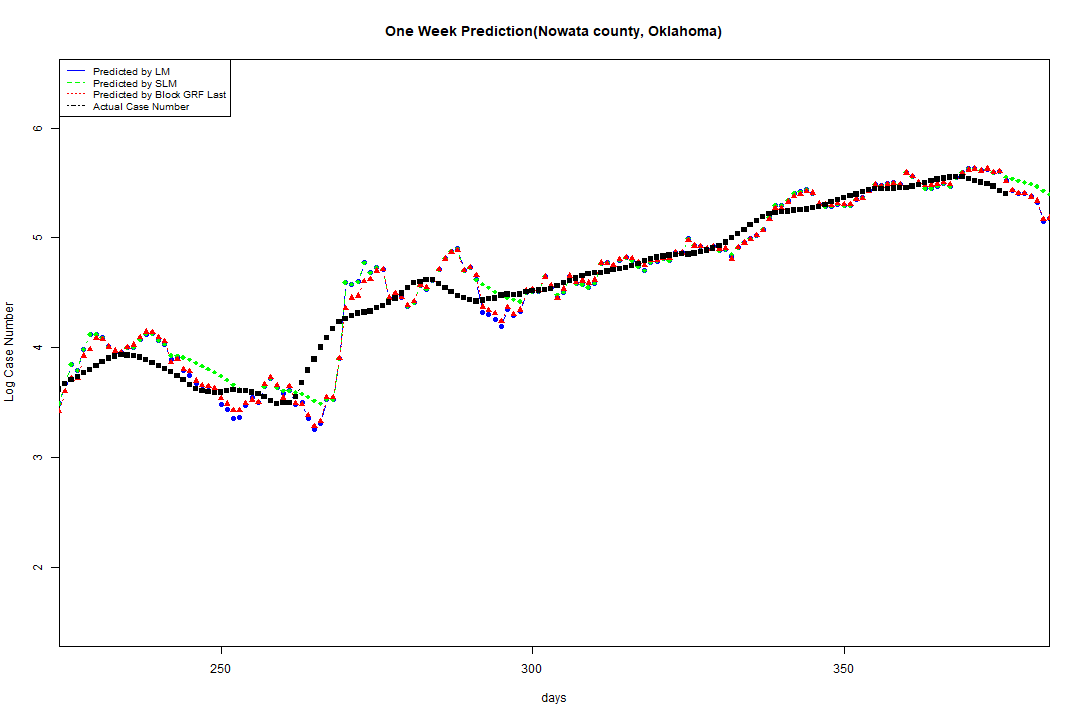 One Week Prediction(Nowata county, Oklahoma)
Predicted by LM
Predicted by SLM
Predicted by Block GRF Last
Actual Case Number
6
5
4
3
2
Log Case Number
250
300
350
days